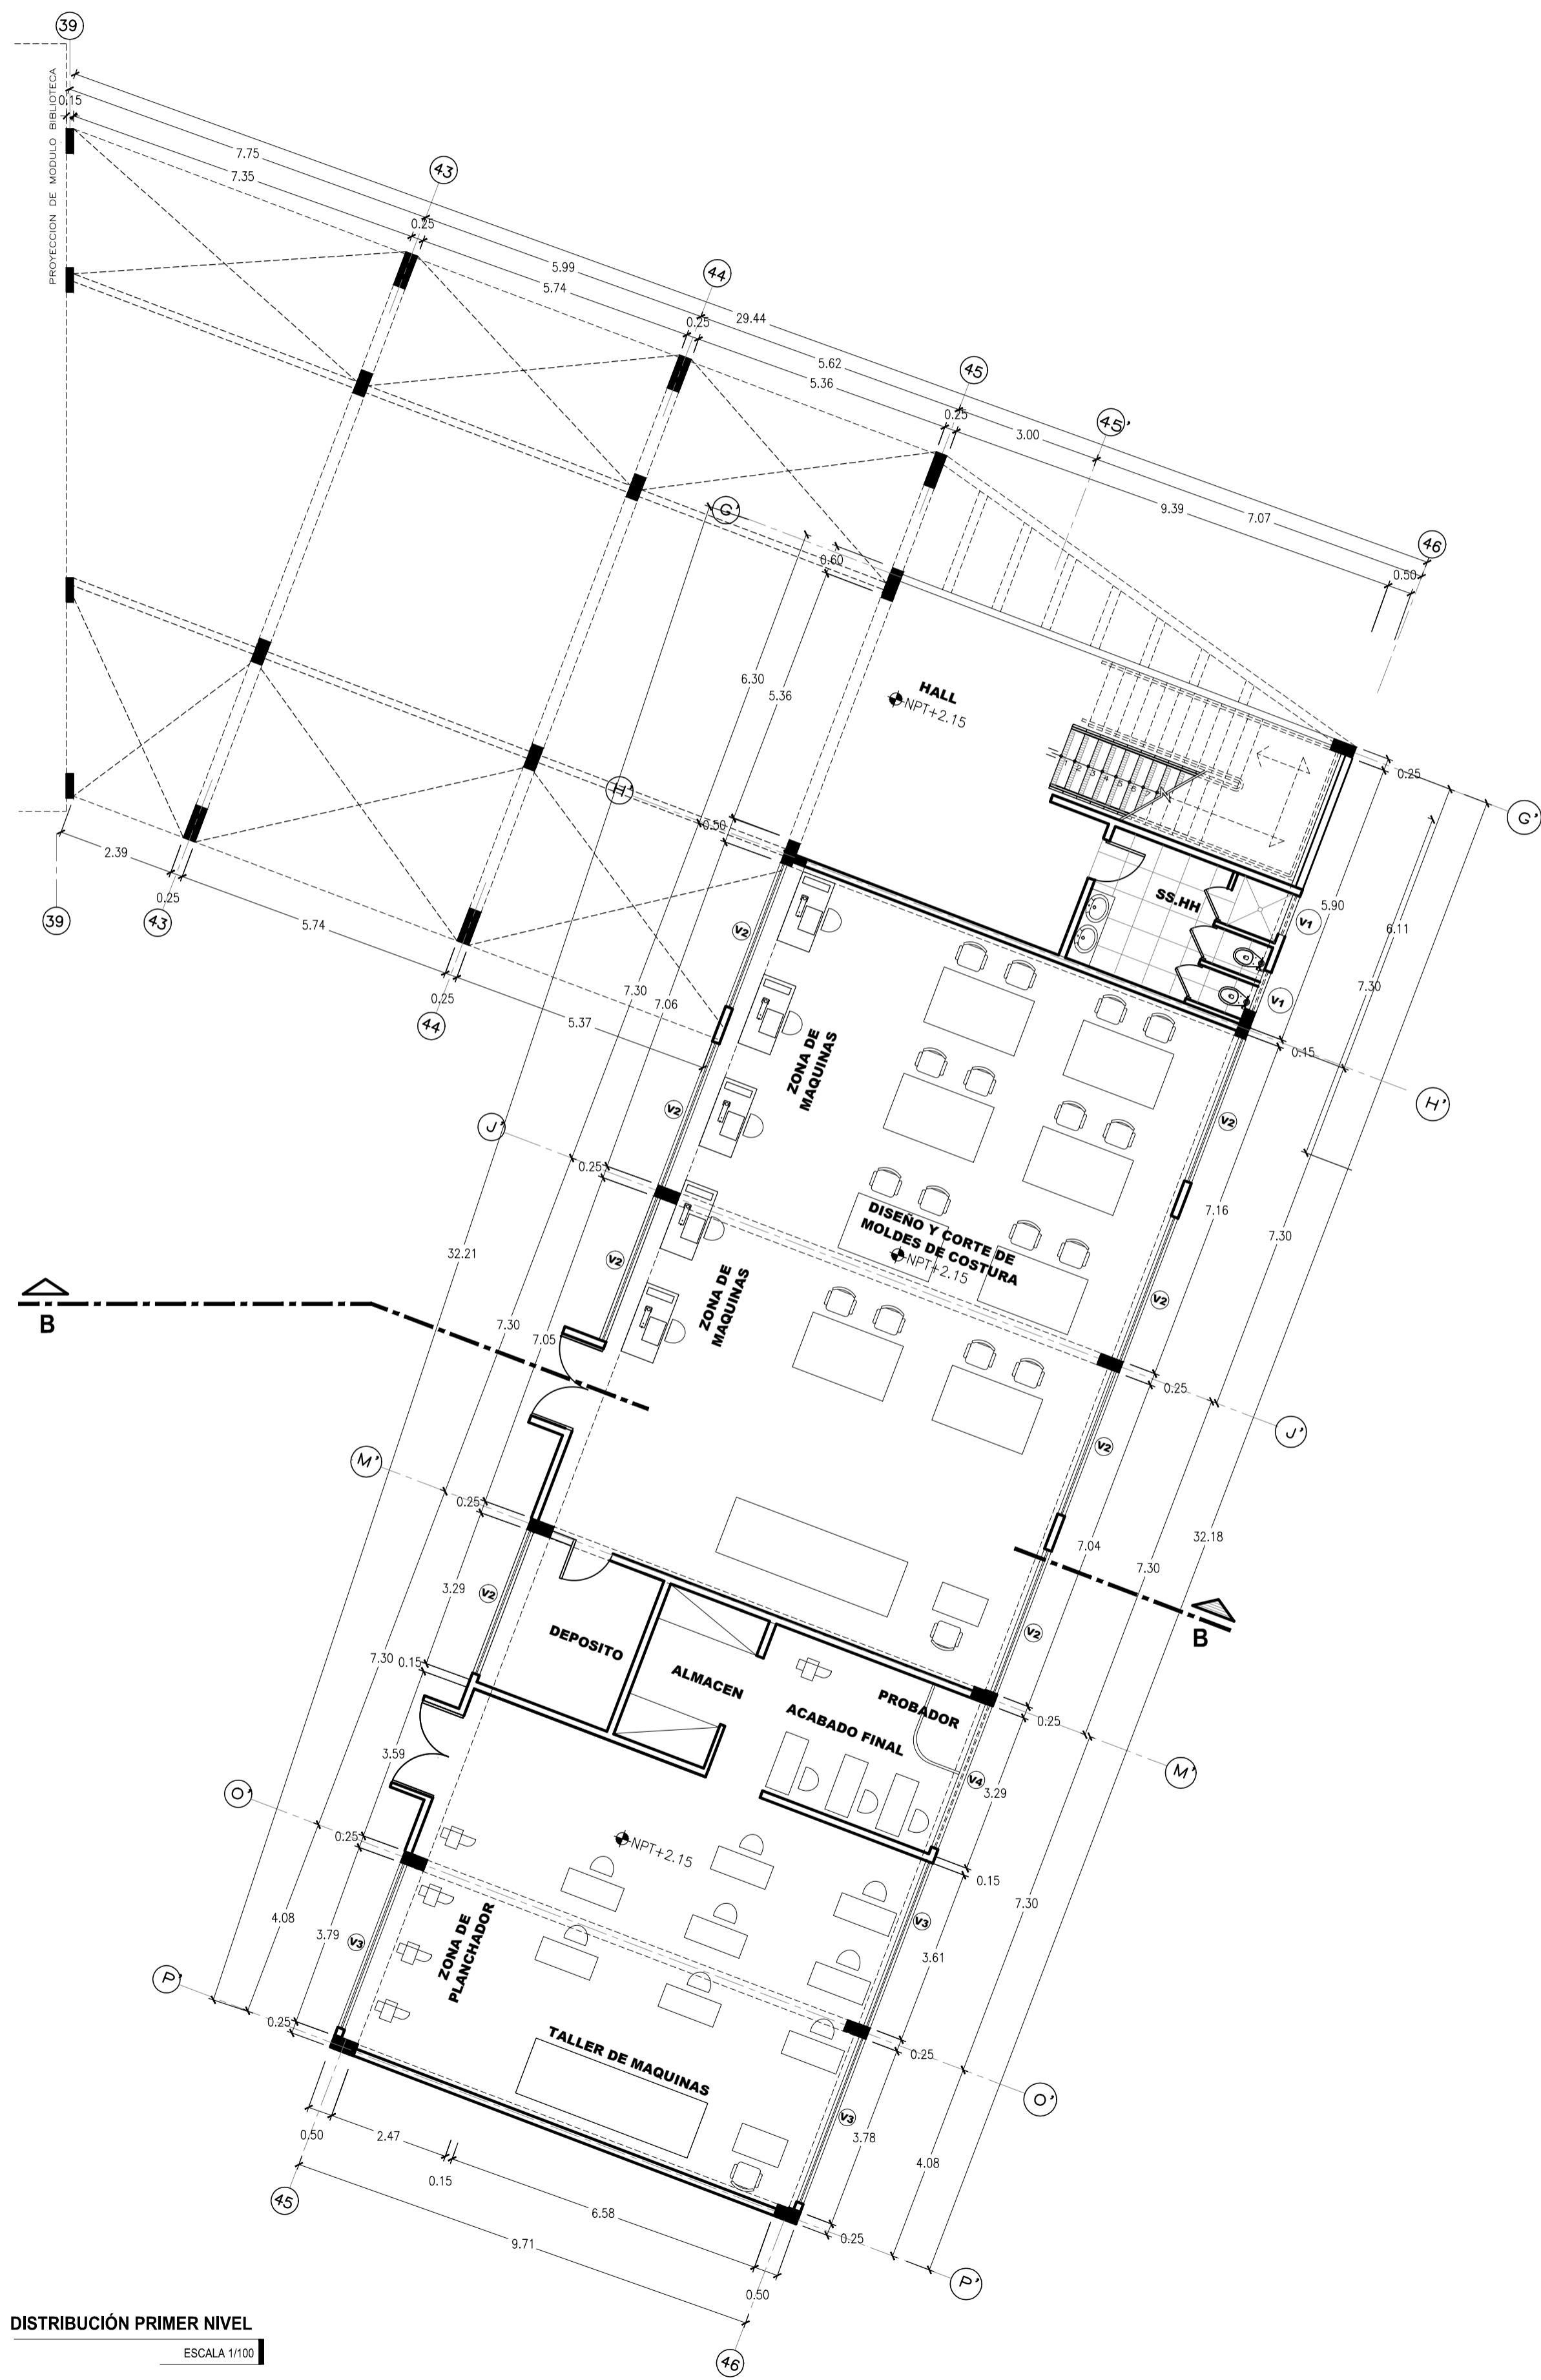 39
PROYECCION DE MODULO BIBLIOTECA
0.15
7.75
7.35
43
0.25
5.99
5.74
44
0.25
29.44
5.62
5.36
45
0.25
3.00
45'
9.39
7.07
46
0.50
G'
0.60
6.30
5.36
HALL
NPT+2.15
1
2
3
4
5
6
7
0.25
G'
H'
0.50
2.39
0.25
39
43
5.74
0.25
44
5.37
7.30
7.06
SS.HH
V1
V1
5.90
6.11
7.30
0.15
H'
V2
V2
V2
V2
ZONA DE
MAQUINAS
J'
0.25
DISEÑO Y CORTE DE
MOLDES DE COSTURA
NPT+2.15
7.16
7.30
32.21
V2
V2
ZONA DE
MAQUINAS
B
7.30
7.05
0.25
J'
V2
M'
0.25
32.18
7.04
7.30
V2
B
3.29
V2
7.30
0.15
DEPOSITO
ALMACEN
PROBADOR
ACABADO FINAL
0.25
M'
V4
3.29
3.59
O'
0.25
NPT+2.15
0.15
7.30
4.08
3.79
V3
ZONA DE
PLANCHADOR
V3
3.61
P'
0.25
TALLER DE MAQUINAS
0.25
O'
V3
3.78
4.08
0.50
2.47
0.15
6.58
45
9.71
0.25
P'
0.50
46
DISTRIBUCIÓN PRIMER NIVEL
ESCALA 1/100